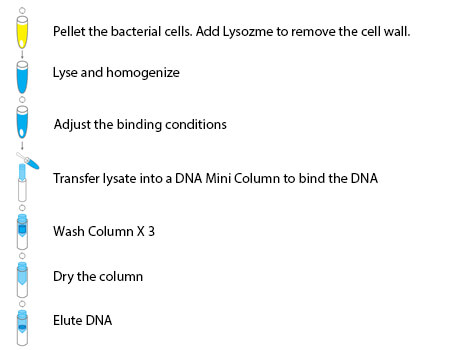 Pellet the bacterial cells. Add Lysozme to remove the cell wall.
Lyse and homogenize
Adjust the binding conditions
Transfer lysate into a DNA Mini Column to bind the DNA
Wash Column X 3
Dry the column
Elute DNA